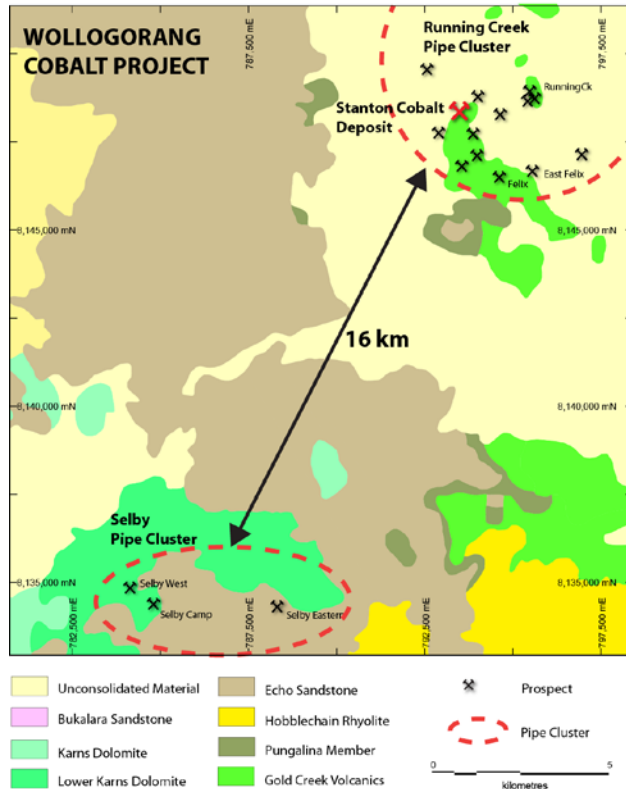 WOLLOGORANG
COBALT PROJECT
787,500 mE
797,500 mE
Running Creek
Pipe Cluster
RunningCk
Stanton Cobalt
Deposit
East Felix
Felix
8,145,000 mN
8,145,000 mN
16 km
8,140,000 mN
8,140,000 mN
Selby
Pipe Cluster
8,135,000 mN
8,135,000 mN
Selby West
Selby Camp
Selby Eastern
782,500 mE
787,500 mE
792,500 mE
797,500 mE
Unconsolidated Material
Echo Sandstone
Prospect
Bukalara Sandstone
Hobblechain Rhyolite
Karns Dolomite
Pungalina Member
Pipe Cluster
Lower Karns Dolomite
Gold Creek Volcanics
0
5
kilometres